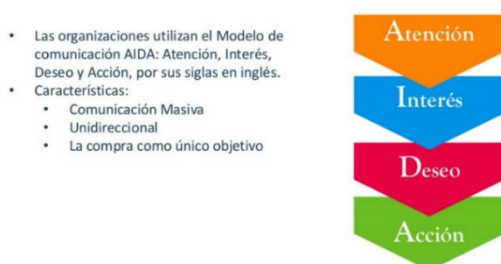 • Las organizaciones utilizan el Modelo de
comunicación AIDA: Atención, Interés,
Deseo y Acción, por sus siglas en inglés.
• Características:
• Comunicación Masiva
• Unidireccional
• La compra como único objetivo
Atención
Interés
Deseo
Acción